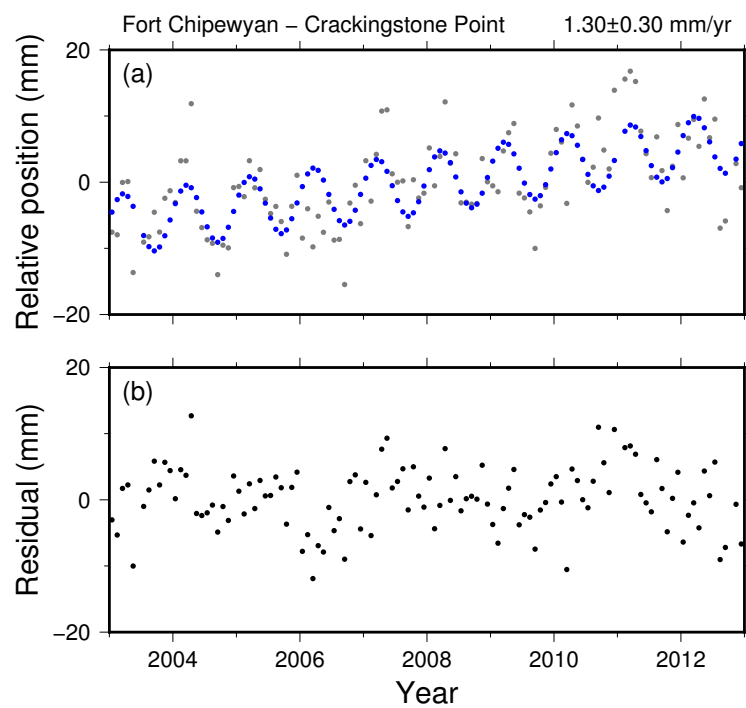 Fort Chipewyan – Crackingstone Point 1.30±0.30 mm/yr
20
(a)
0
−20
Relative position (mm)
20
(b)
0
−20
Residual (mm)
2004 2006 2008 2010 2012
Year